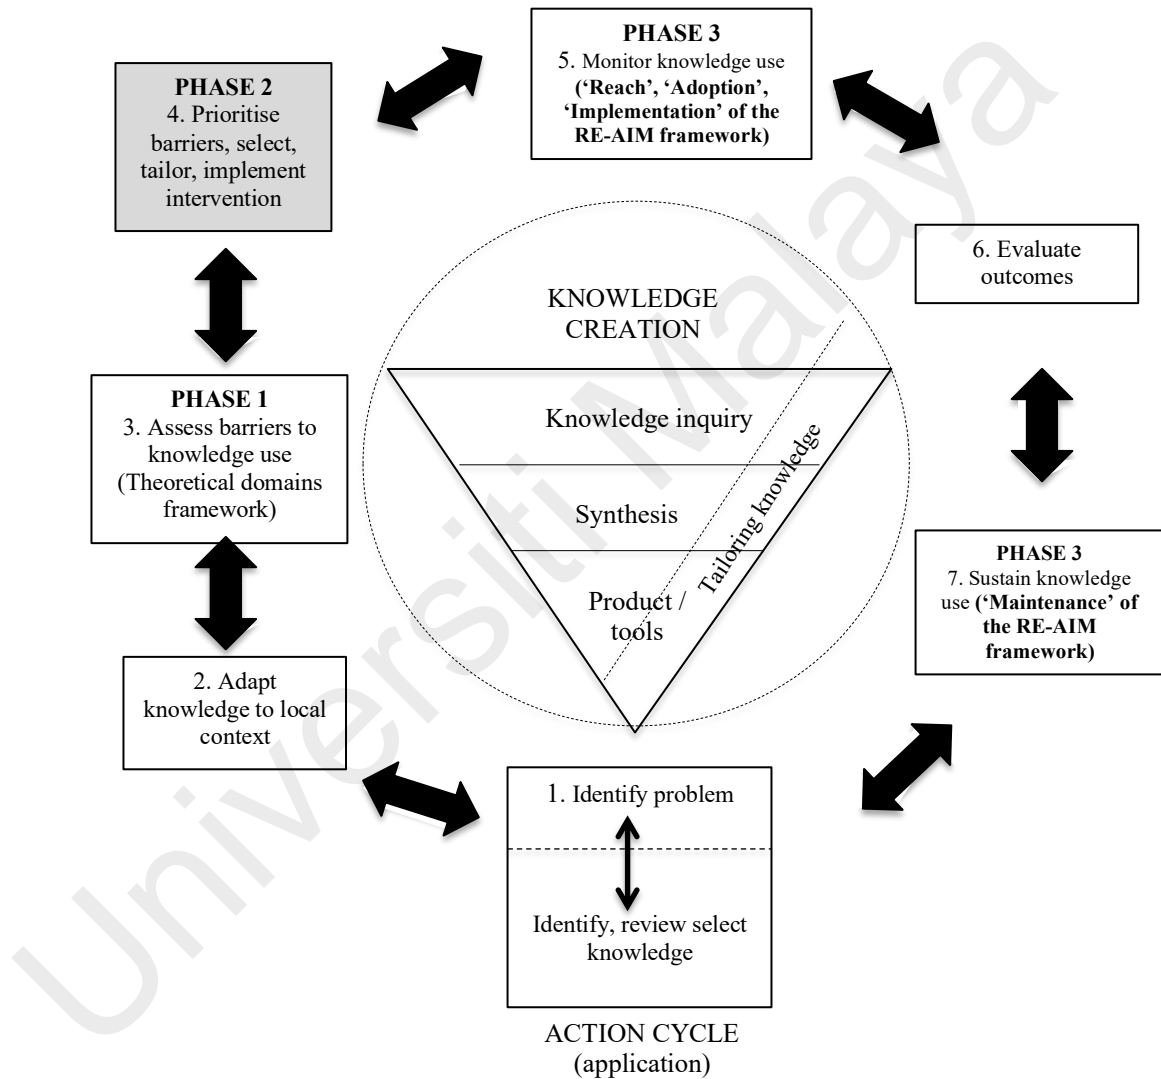 PHASE 3
5. Monitor knowledge use
(‘Reach’, ‘Adoption’,
‘Implementation’ of the
RE-AIM framework)
PHASE 2
4. Prioritise
barriers, select,
tailor, implement
intervention
6. Evaluate
outcomes
KNOWLEDGE
CREATION
PHASE 1
3. Assess barriers to
knowledge use
(Theoretical domains
framework)
Knowledge inquiry
Synthesis
Product /
tools
Tailoring knowledge
PHASE 3
7. Sustain knowledge
use (‘Maintenance’ of
the RE-AIM
framework)
2. Adapt
knowledge to local
context
1. Identify problem
Identify, review select
knowledge
ACTION CYCLE
(application)
Universiti Malaya